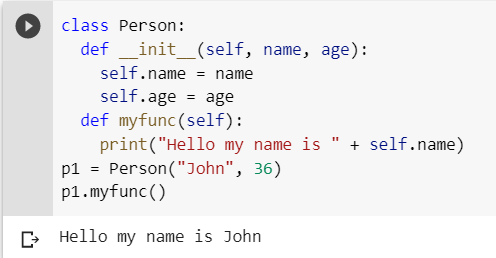 class Person:
  def __init__(self, name, age):
    self.name = name
    self.age = age
  def myfunc(self):
    print("Hello my name is " + self.name)
p1 = Person("John", 36)
p1.myfunc()
Hello my name is John